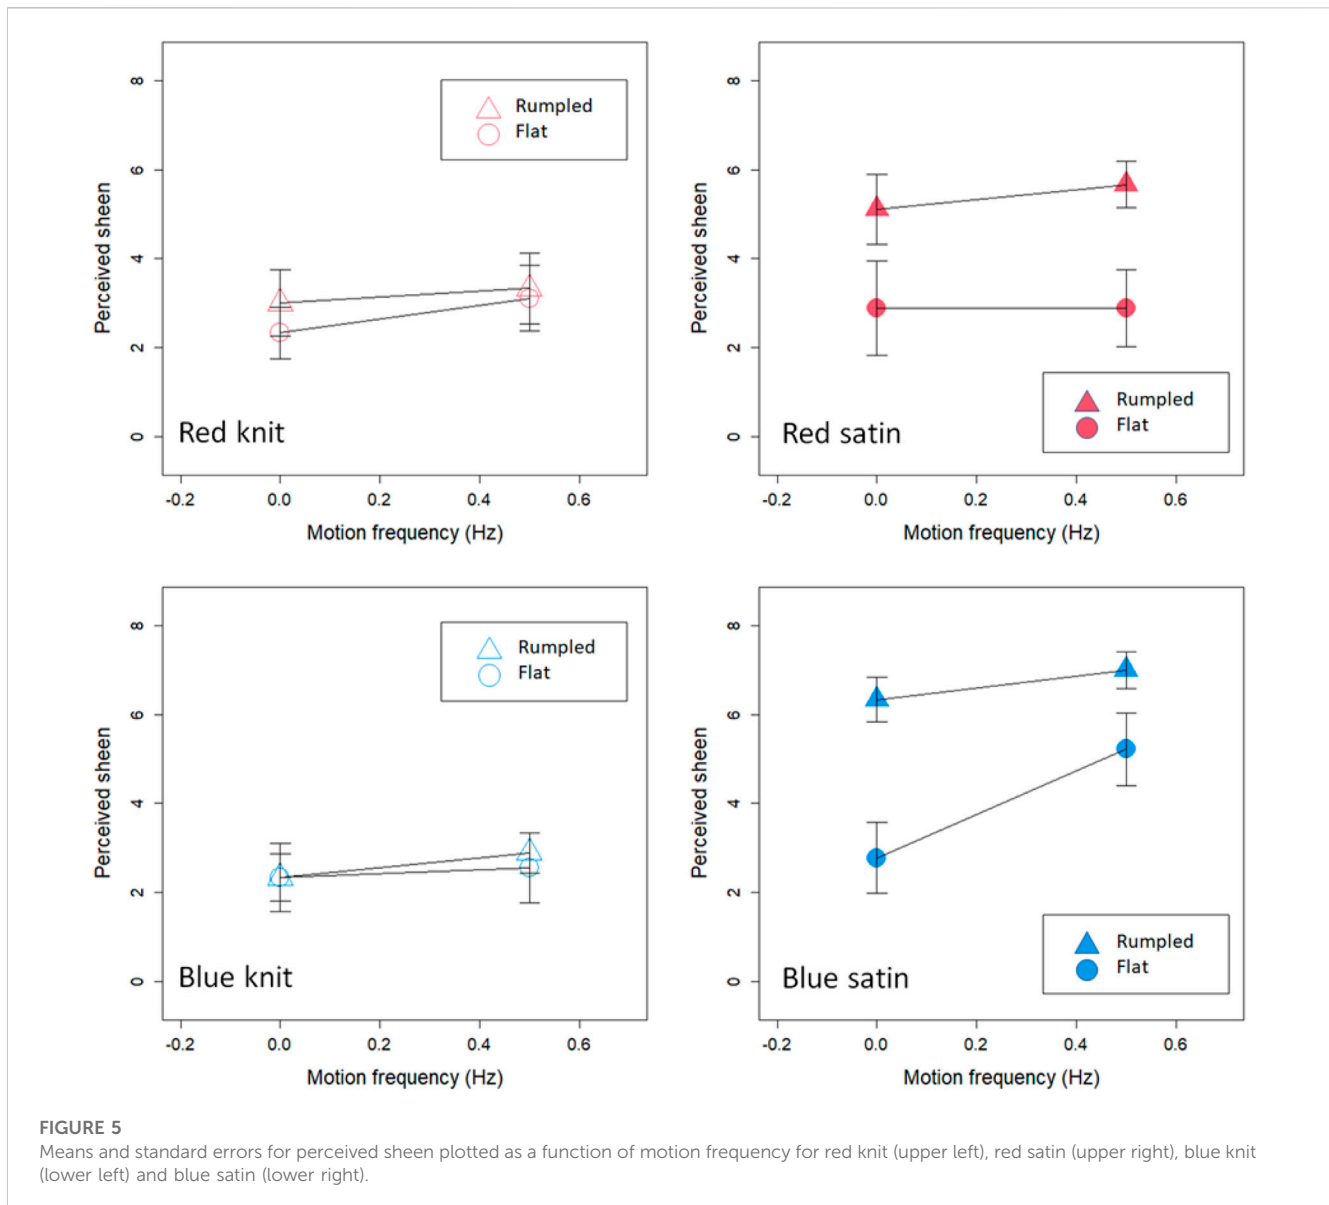 8
6
4
2
0
Perceived sheen
Rumpled
Flat
Red knit
-0.2 0.0 0.2 0.4 0.6
Motion frequency (Hz)
8
6
4
2
0
Perceived sheen
Rumpled
Flat
Red satin
-0.2 0.0 0.2 0.4 0.6
Motion frequency (Hz)
8
6
4
2
0
Perceived sheen
Rumpled
Flat
Blue knit
-0.2 0.0 0.2 0.4 0.6
Motion frequency (Hz)
8
6
4
2
0
Perceived sheen
Rumpled
Flat
Blue satin
-0.2 0.0 0.2 0.4 0.6
Motion frequency (Hz)
FIGURE 5
Means and standard errors for perceived sheen plotted as a function of motion frequency for red knit (upper left), red satin (upper right), blue knit
(lower left) and blue satin (lower right).